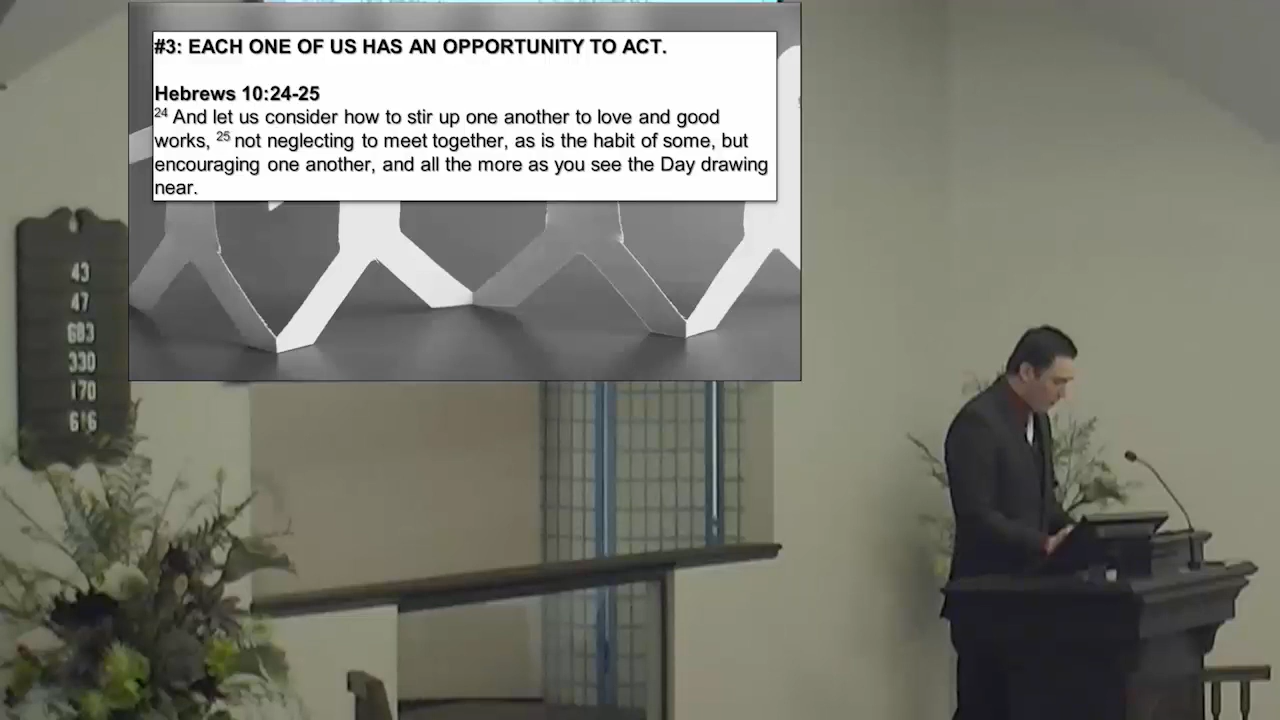 #3: EACH ONE OF US HAS AN OPPORTUNITY TO ACT.
Hebrews 10:24-25
24 And let us consider how to stir up one another to love and good
works, 25 not neglecting to meet together, as is the habit of some, but
encouraging one another, and all the more as you see the Day drawing
near.
43
47
683
330
170
616